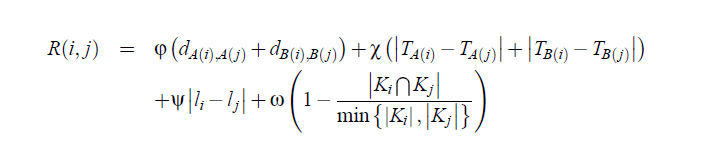 R(i, j) = φ(d_{A(i),A(j)} + d_{B(i),B(j)}) + χ(|T_{A(i)} − T_{A(j)}| + |T_{B(i)} − T_{B(j)}|)
+ψ|l_i − l_j| + ω(1 − |K_i ⋂ K_j| / min{|K_i|, |K_j|})